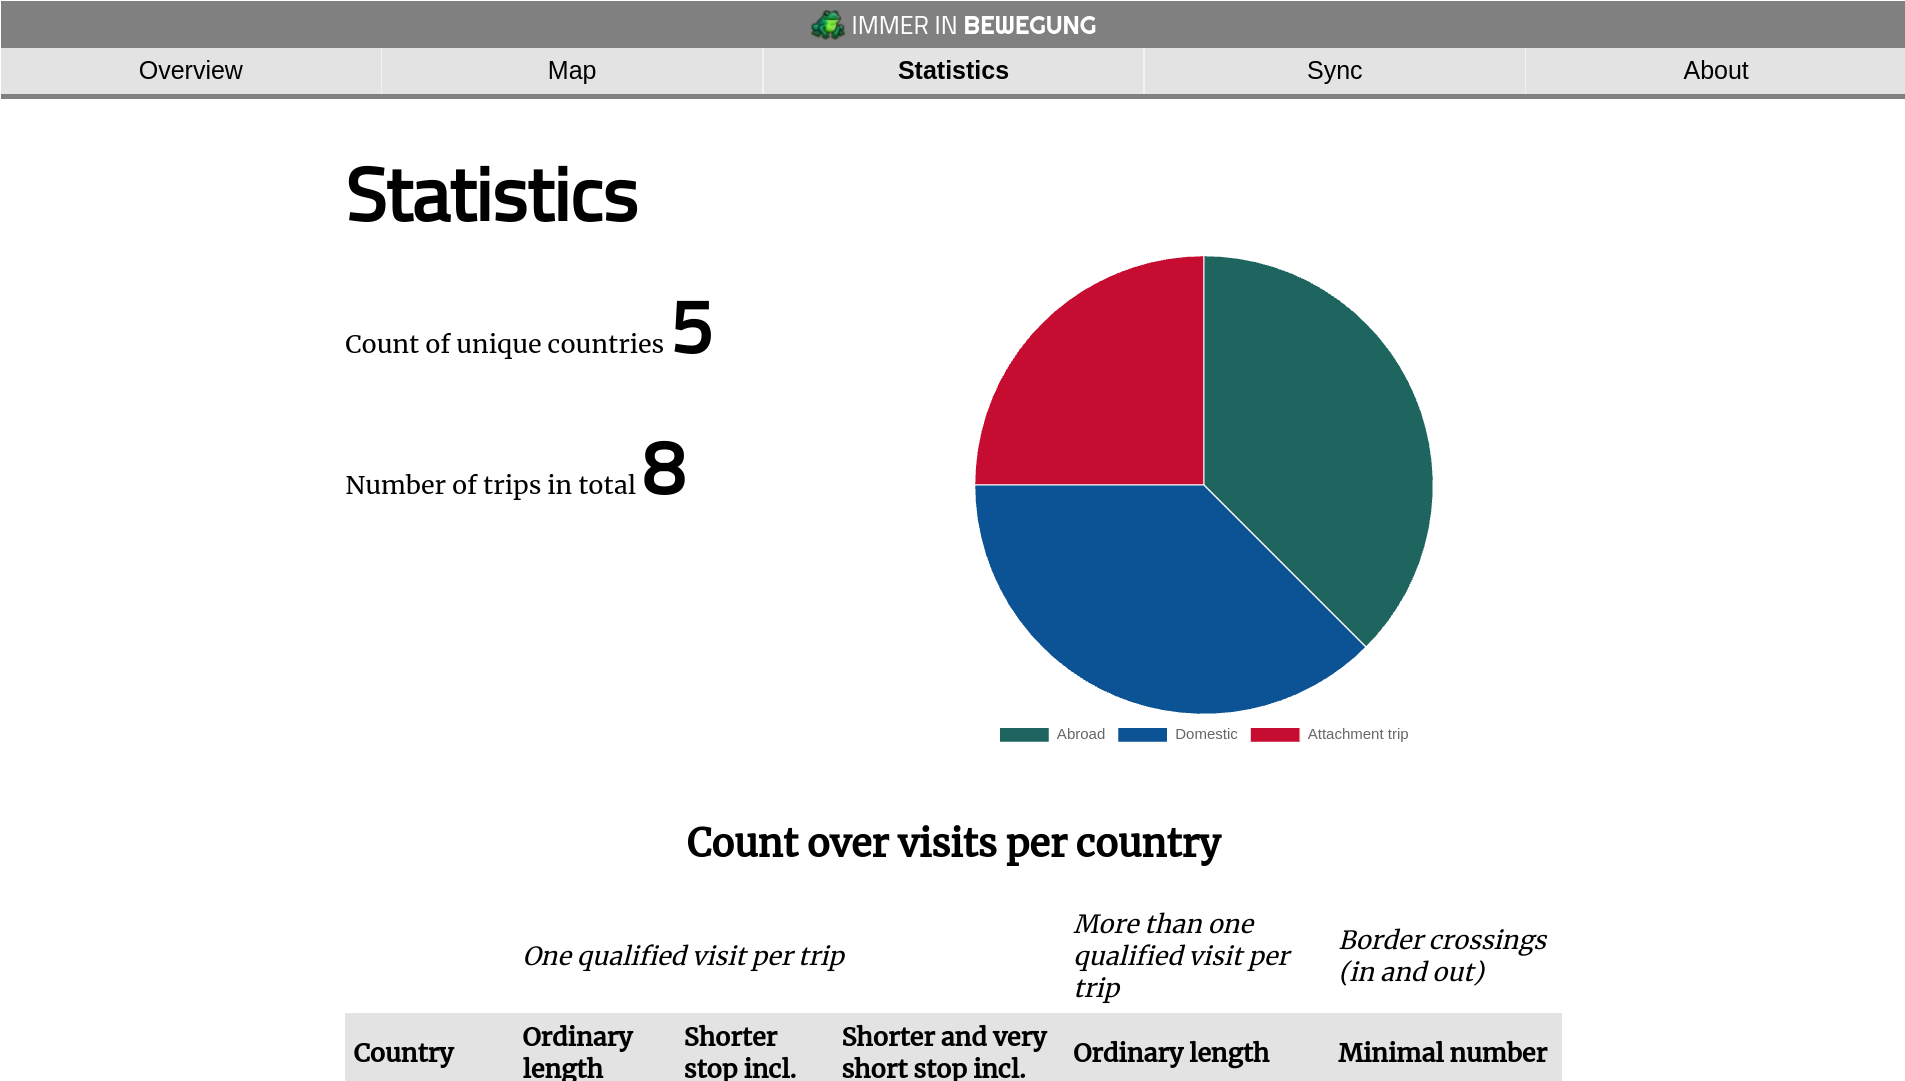 IMMER IN BEWEGUNG
Overview
Map
Statistics
Sync
About
Statistics
Count of unique countries 5
Number of trips in total 8
Abroad
Domestic
Attachment trip
Count over visits per country
One qualified visit per trip
More than one
qualified visit per
trip
Border crossings
(in and out)
Country
Ordinary
length
Shorter
stop incl.
Shorter and very
short stop incl.
Ordinary length
Minimal number